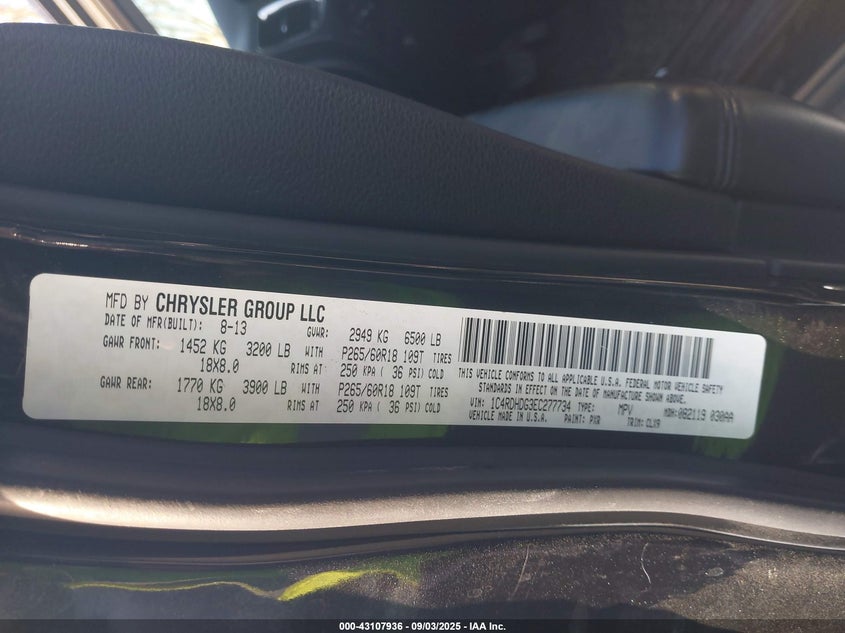 MFD BY CHRYSLER GROUP LLC
DATE OF MFR(BUILT): 8-13 GVWR: 2949 KG 6500 LB
GAWR FRONT: 1452 KG 3200 LB WITH P265/60R18 109T TIRES
18X8.0 RIMS AT 250 KPA ( 36 PSI) COLD
GAWR REAR: 1770 KG 3900 LB WITH P265/60R18 109T TIRES
18X8.0 RIMS AT 250 KPA ( 36 PSI) COLD
THIS VEHICLE CONFORMS TO ALL APPLICABLE U.S.A. FEDERAL MOTOR VEHICLE SAFETY
STANDARDS IN EFFECT ON THE DATE OF MANUFACTURE SHOWN ABOVE.
VIN: 1C4RDHDG3EC277734 TYPE: MPV MDH:082119 030AA
VEHICLE MADE IN U.S.A. PAINT: PXR TRIM: CLX9
000-43107936 - 09/03/2025 - IAA Inc.